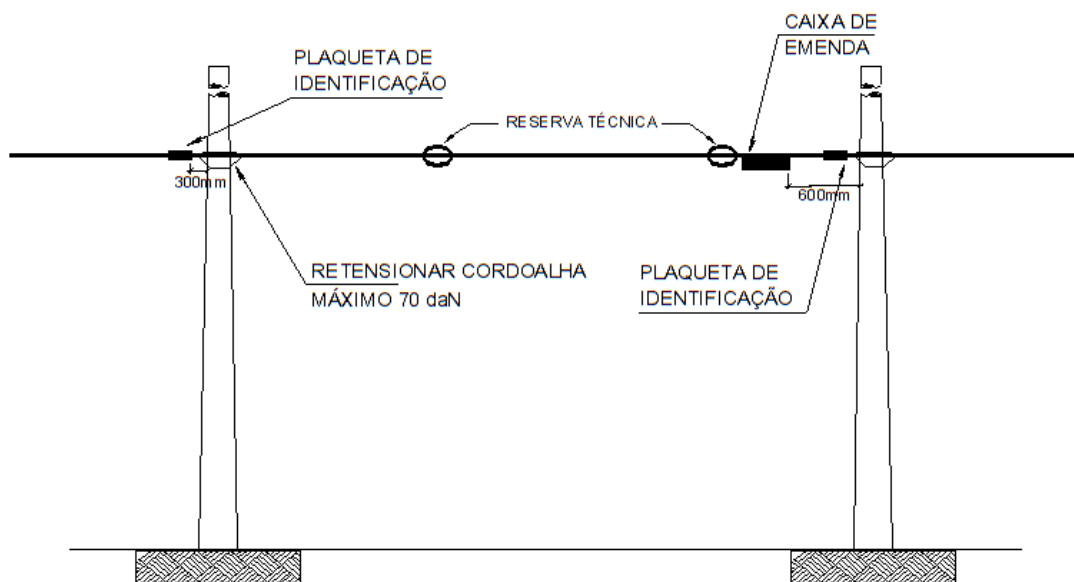 CAIXA DE
EMENDA
PLAQUETA DE
IDENTIFICAÇÃO
RESERVA TÉCNICA
300mm
600mm
RETENSIONAR CORDOALHA
MÁXIMO 70 daN
PLAQUETA DE
IDENTIFICAÇÃO